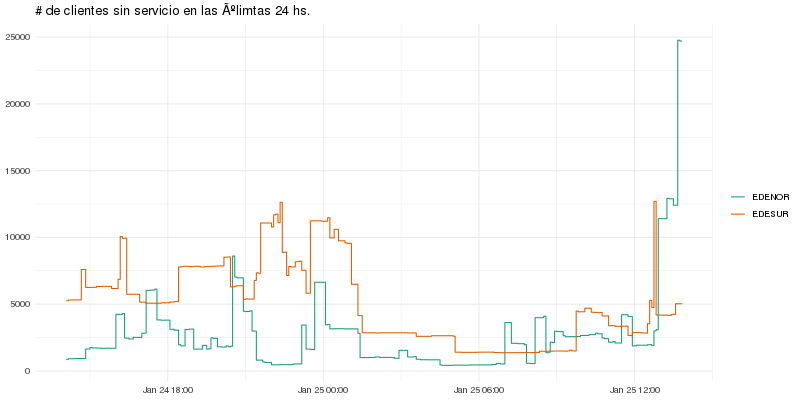 # de clientes sin servicio en las Ãºlimtas 24 hs.
25000
20000
15000
10000
5000
0
Jan 24 18:00
Jan 25 00:00
Jan 25 06:00
Jan 25 12:00
EDENOR
EDESUR